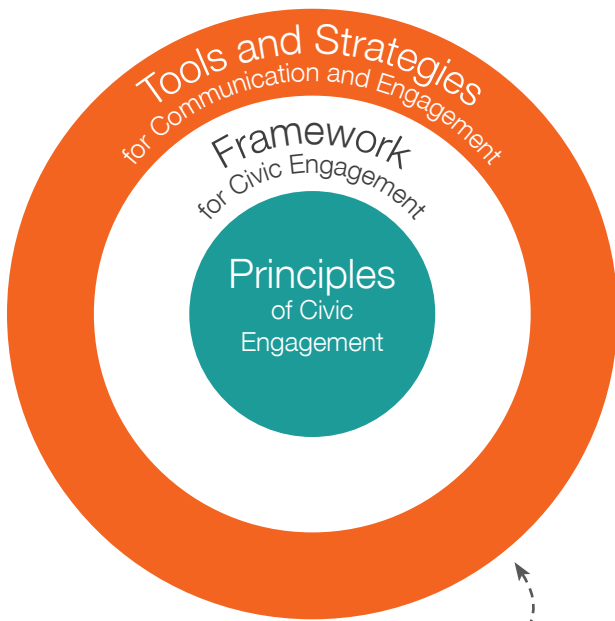 Tools and Strategies
for Communication and Engagement
Framework
for Civic Engagement
Principles
of Civic
Engagement